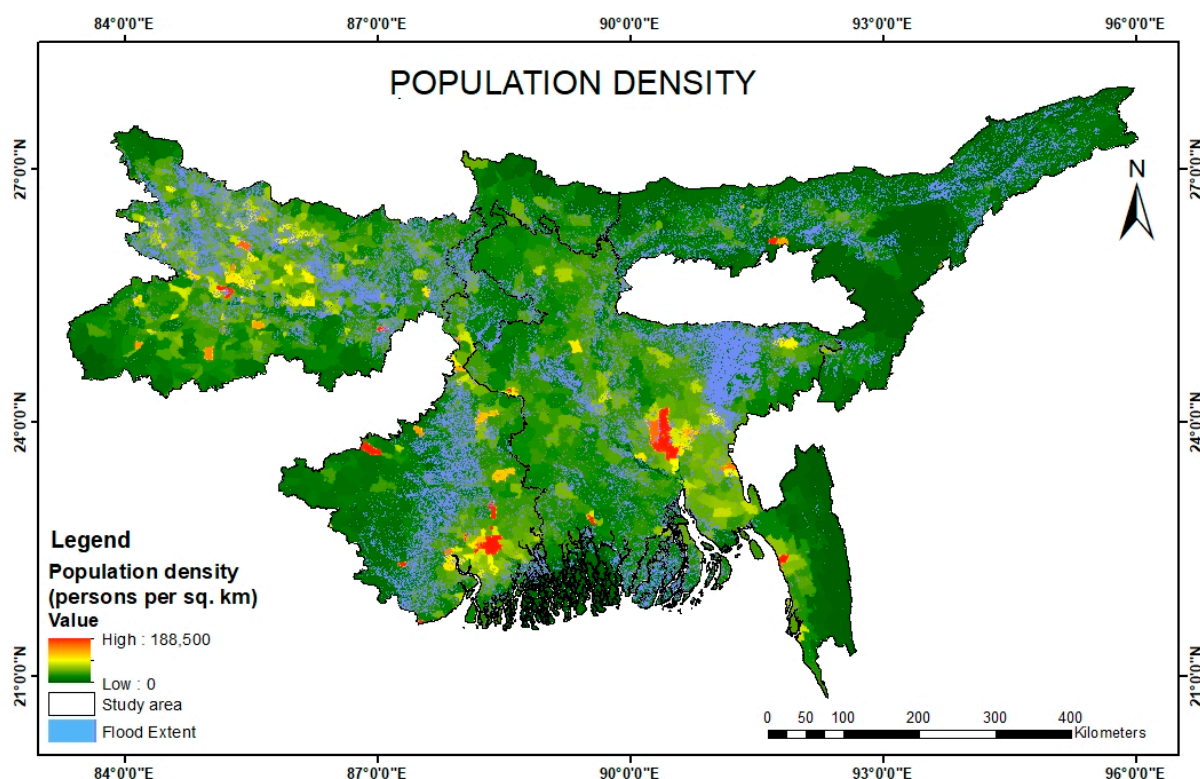 84°0'0"E 87°0'0"E 90°0'0"E 93°0'0"E 96°0'0"E
POPULATION DENSITY
27°0'0"N 27°0'0"N
N
24°0'0"N 24°0'0"N
Legend
Population density
(persons per sq. km)
Value
High : 188,500
Low : 0
Study area
Flood Extent
21°0'0"N 21°0'0"N
0 50 100 200 300 400
Kilometers
84°0'0"E 87°0'0"E 90°0'0"E 93°0'0"E 96°0'0"E